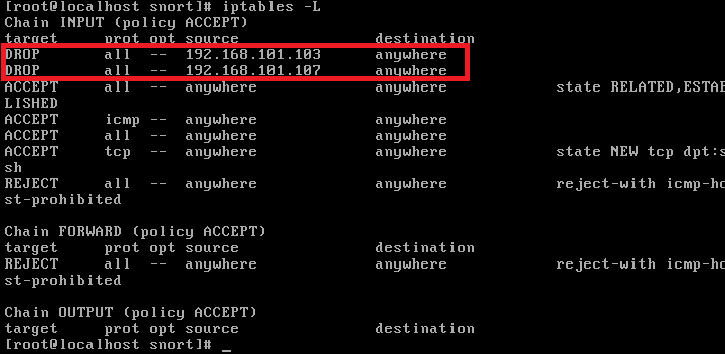 [root@localhost snort]# iptables -L
Chain INPUT (policy ACCEPT)
target prot opt source destination
DROP all -- 192.168.101.103 anywhere
DROP all -- 192.168.101.107 anywhere
ACCEPT all -- anywhere anywhere state RELATED,ESTAB
LISHED
ACCEPT icmp -- anywhere anywhere
ACCEPT all -- anywhere anywhere
ACCEPT tcp -- anywhere anywhere state NEW tcp dpt:s
sh
REJECT all -- anywhere anywhere reject-with icmp-ho
st-prohibited
Chain FORWARD (policy ACCEPT)
target prot opt source destination
REJECT all -- anywhere anywhere reject-with icmp-ho
st-prohibited
Chain OUTPUT (policy ACCEPT)
target prot opt source destination
[root@localhost snort]# _